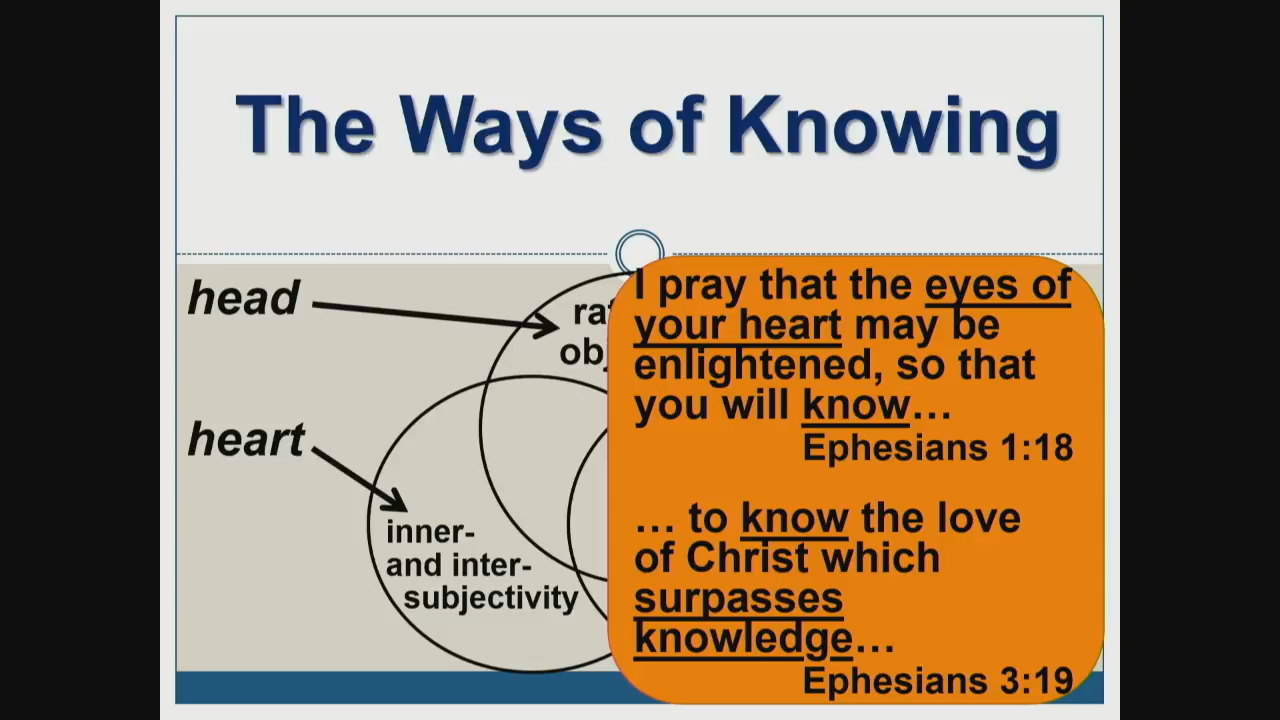 The Ways of Knowing
head
heart
inner-
and inter-
subjectivity
I pray that the eyes of
your heart may be
enlightened, so that
you will know…
Ephesians 1:18
… to know the love
of Christ which
surpasses
knowledge…
Ephesians 3:19